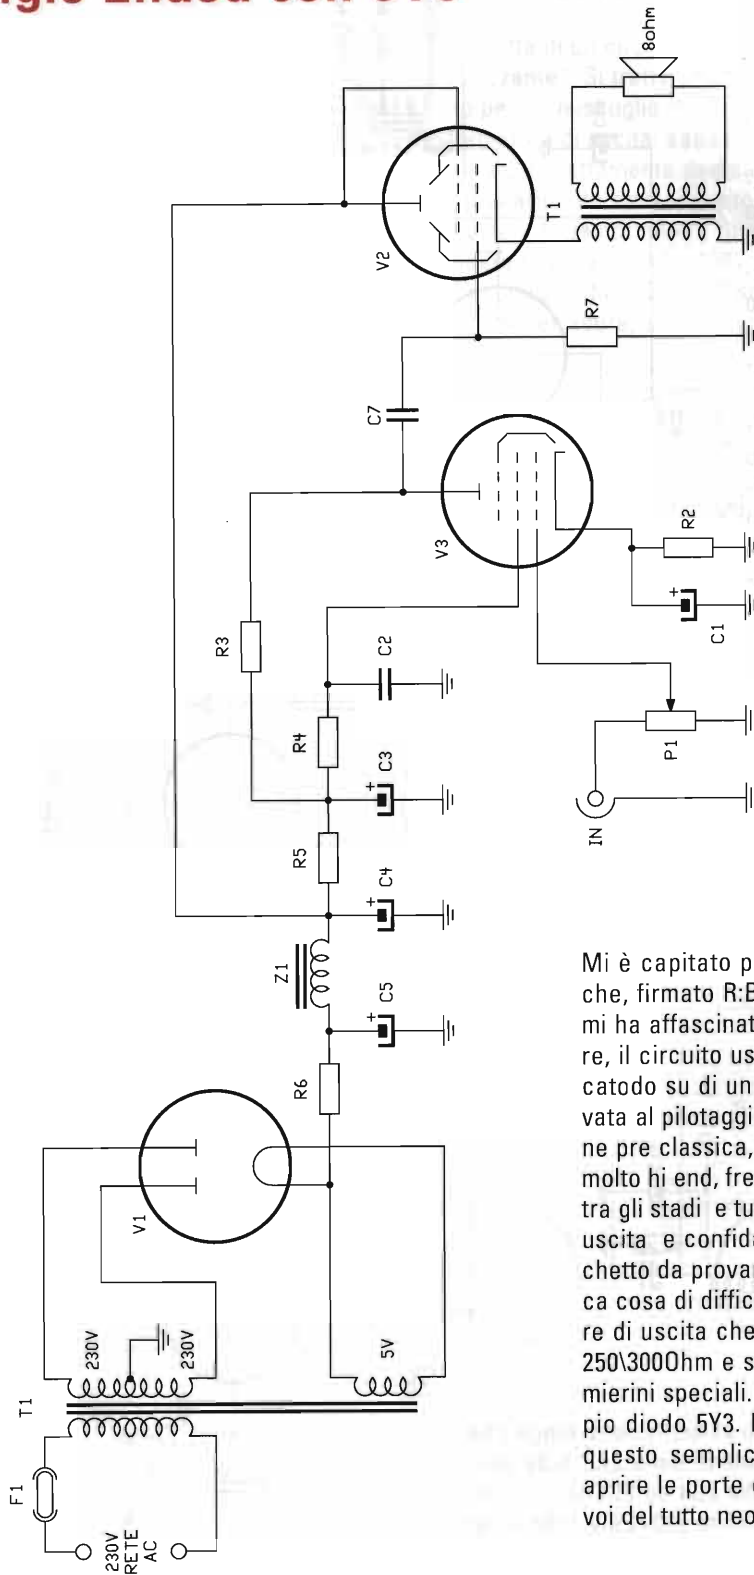 8ohm
T1
V2
R7
C7
V3
R2
C1
R3
C2
R4
P1
IN
C3
R5
C4
Z1
C5
R6
V1
230V
230V
5V
T1
F1
230V
RETE
AC
Mi è capitato p
che, firmato R:B
mi ha affascinat
re, il circuito us
catodo su di un
vata al pilotaggi
ne pre classica,
molto hi end, fre
tra gli stadi e tu
uscita e confida
chetto da provar
ca cosa di diffic
re di uscita che
250\300Ohm e s
mierini speciali.
pio diodo 5Y3.
questo semplic
aprire le porte
voi del tutto neo